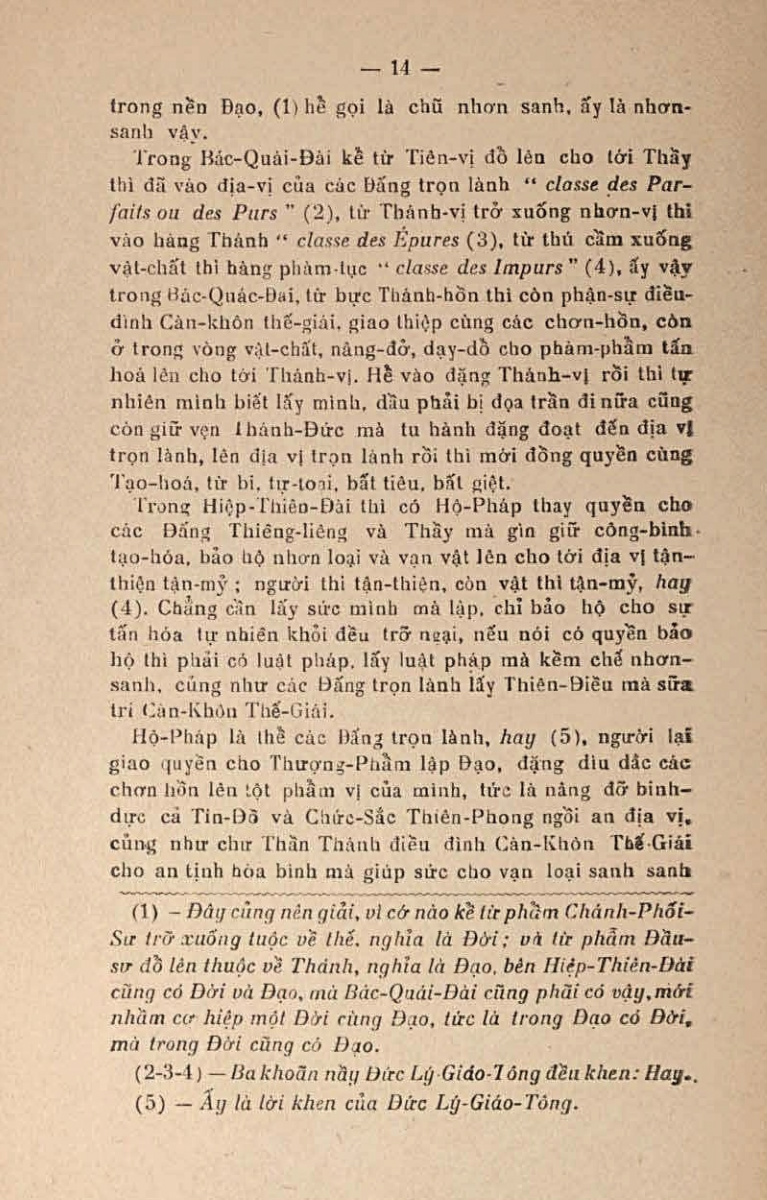 — 14 —
trong nền Đạo, (1) hễ gọi là chũ nhơn sanh, ấy là nhơn-
sanh vậy.
Trong Bác-Quái-Đài kể từ Tiên-vị đổ lên cho tới Thầy
thì đã vào địa-vị của các Đấng trọn lành “ classe des Par-
faits ou des Purs ” (2), từ Thánh-vị trở xuống nhơn-vị thì
vào hàng Thánh “ classe des Épures (3), từ thú cầm xuống
vật-chất thì hàng phàm-tục “ classe des Impurs ” (4), ấy vậy
trong Bác-Quác-Đai, từ bực Thánh-hồn thì còn phận-sự điều-
đình Càn-khôn thế-giái, giao thiệp cùng các chơn-hồn, còn
ở trong vòng vật-chất, nâng-đở, dạy-dỗ cho phàm-phẩm tấn
hoá lên cho tới Thánh-vị. Hễ vào đặng Thánh-vị rồi thì tự
nhiên mình biết lấy mình, dầu phải bị đọa trần đi nữa cũng
còn giữ vẹn Thánh-Đức mà tu hành đặng đoạt đến địa vị
trọn lành, lên địa vị trọn lành rồi thì mới đồng quyền cùng
Tạo-hoá, từ bi, tự-toại, bất tiêu, bất giệt.
Trong Hiệp-Thiên-Đài thì có Hộ-Pháp thay quyền cho
các Đấng Thiêng-liêng và Thầy mà gìn giữ công-bình
tạo-hóa, bảo hộ nhơn loại và vạn vật lên cho tới địa vị tận-
thiện tận-mỹ ; người thi tận-thiện, còn vật thì tận-mỹ, hay
(4). Chẳng cần lấy sức mình mà lập, chỉ bảo hộ cho sự
tấn hóa tự nhiên khỏi đều trỡ ngại, nếu nói có quyền bảo
hộ thì phải có luật pháp, lấy luật pháp mà kềm chế nhơn-
sanh, củng như các Đấng trọn lành lấy Thiên-Điều mà sữa
trí Càn-Khôn Thế-Giái.
Hộ-Pháp là thề các Đấng trọn lành, hay (5), người lại
giao quyền cho Thượng-Phẩm lập Đạo, đặng dìu dắc các
chơn hồn lên tột phẩm vị của mình, tức là nâng đỡ binh-
dực cả Tín-Đồ và Chức-Sắc Thiên-Phong ngồi an địa vị,
củng như chư Thần Thánh điều đình Càn-Khôn Thế-Giái
cho an tịnh hòa bình mà giúp sức cho vạn loại sanh sanh
(1) – Đây củng nên giải, vì cớ nào kể từ phẩm Chánh-Phối-
Sư trỡ xuống tuộc về thế, nghĩa là Đời ; và từ phẩm Đầu-
sư đổ lên thuộc về Thánh, nghĩa là Đạo, bên Hiệp-Thiên-Đài
cũng có Đời và Đạo, mà Bác-Quái-Đài cũng phãi có vậy, mới
nhằm cơ hiệp một Đời cùng Đạo, tức là trong Đạo có Đời,
mà trong Đời cũng có Đạo.
(2-3-4) — Ba khoãn nầy Đức Lý-Giáo-Tông đều khen: Hay..
(5) — Ấy là lời khen của Đức Lý-Giáo-Tông.